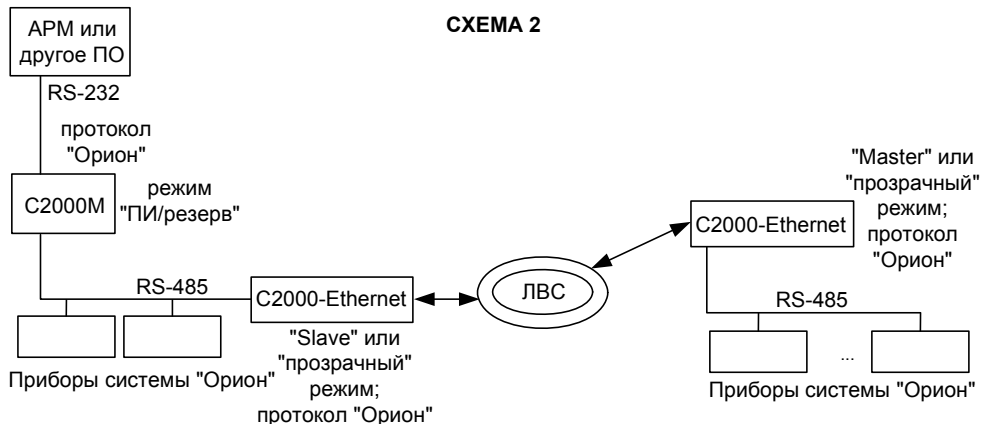 СХЕМА 2
АРМ или
другое ПО
RS-232
протокол
"Орион"
С2000М
режим
"ПИ/резерв"
RS-485
Приборы системы "Орион"
С2000-Ethernet
"Slave" или
"прозрачный"
режим;
протокол "Орион"
ЛВС
"Master" или
"прозрачный"
режим;
протокол
"Орион"
С2000-Ethernet
RS-485
...
Приборы системы "Орион"